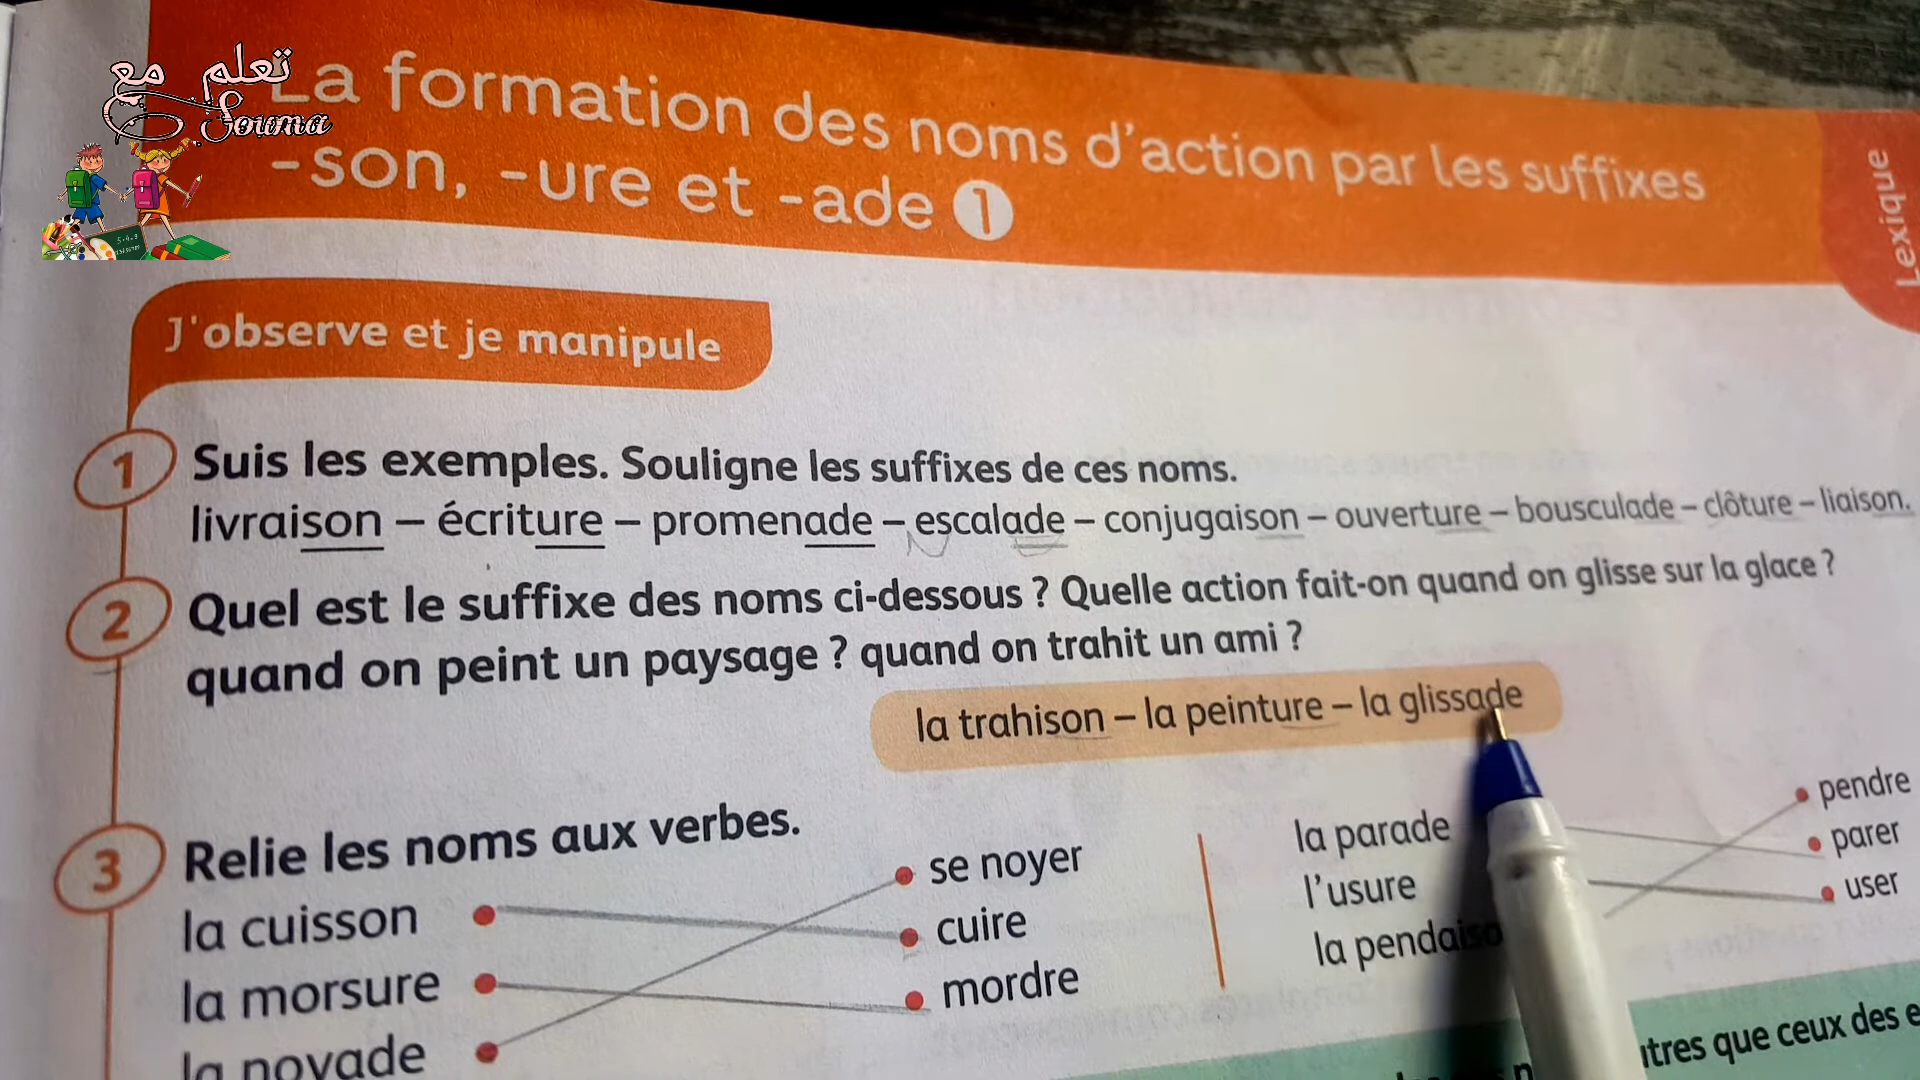 تعلم مع
Souma
La formation des noms d'action par les suffixes
-son, -ure et -ade 1
Lexique
J'observe et je manipule
1 Suis les exemples. Souligne les suffixes de ces noms.
livraison – écriture – promenade – escalade – conjugaison – ouverture – bousculade – clôture – liaison.
2 Quel est le suffixe des noms ci-dessous ? Quelle action fait-on quand on glisse sur la glace ?
quand on peint un paysage ? quand on trahit un ami ?
la trahison – la peinture – la glissade
3 Relie les noms aux verbes.
la cuisson
la morsure
la noyade
se noyer
cuire
mordre
la parade
l'usure
la pendaiso
pendre
parer
user
que ceux des